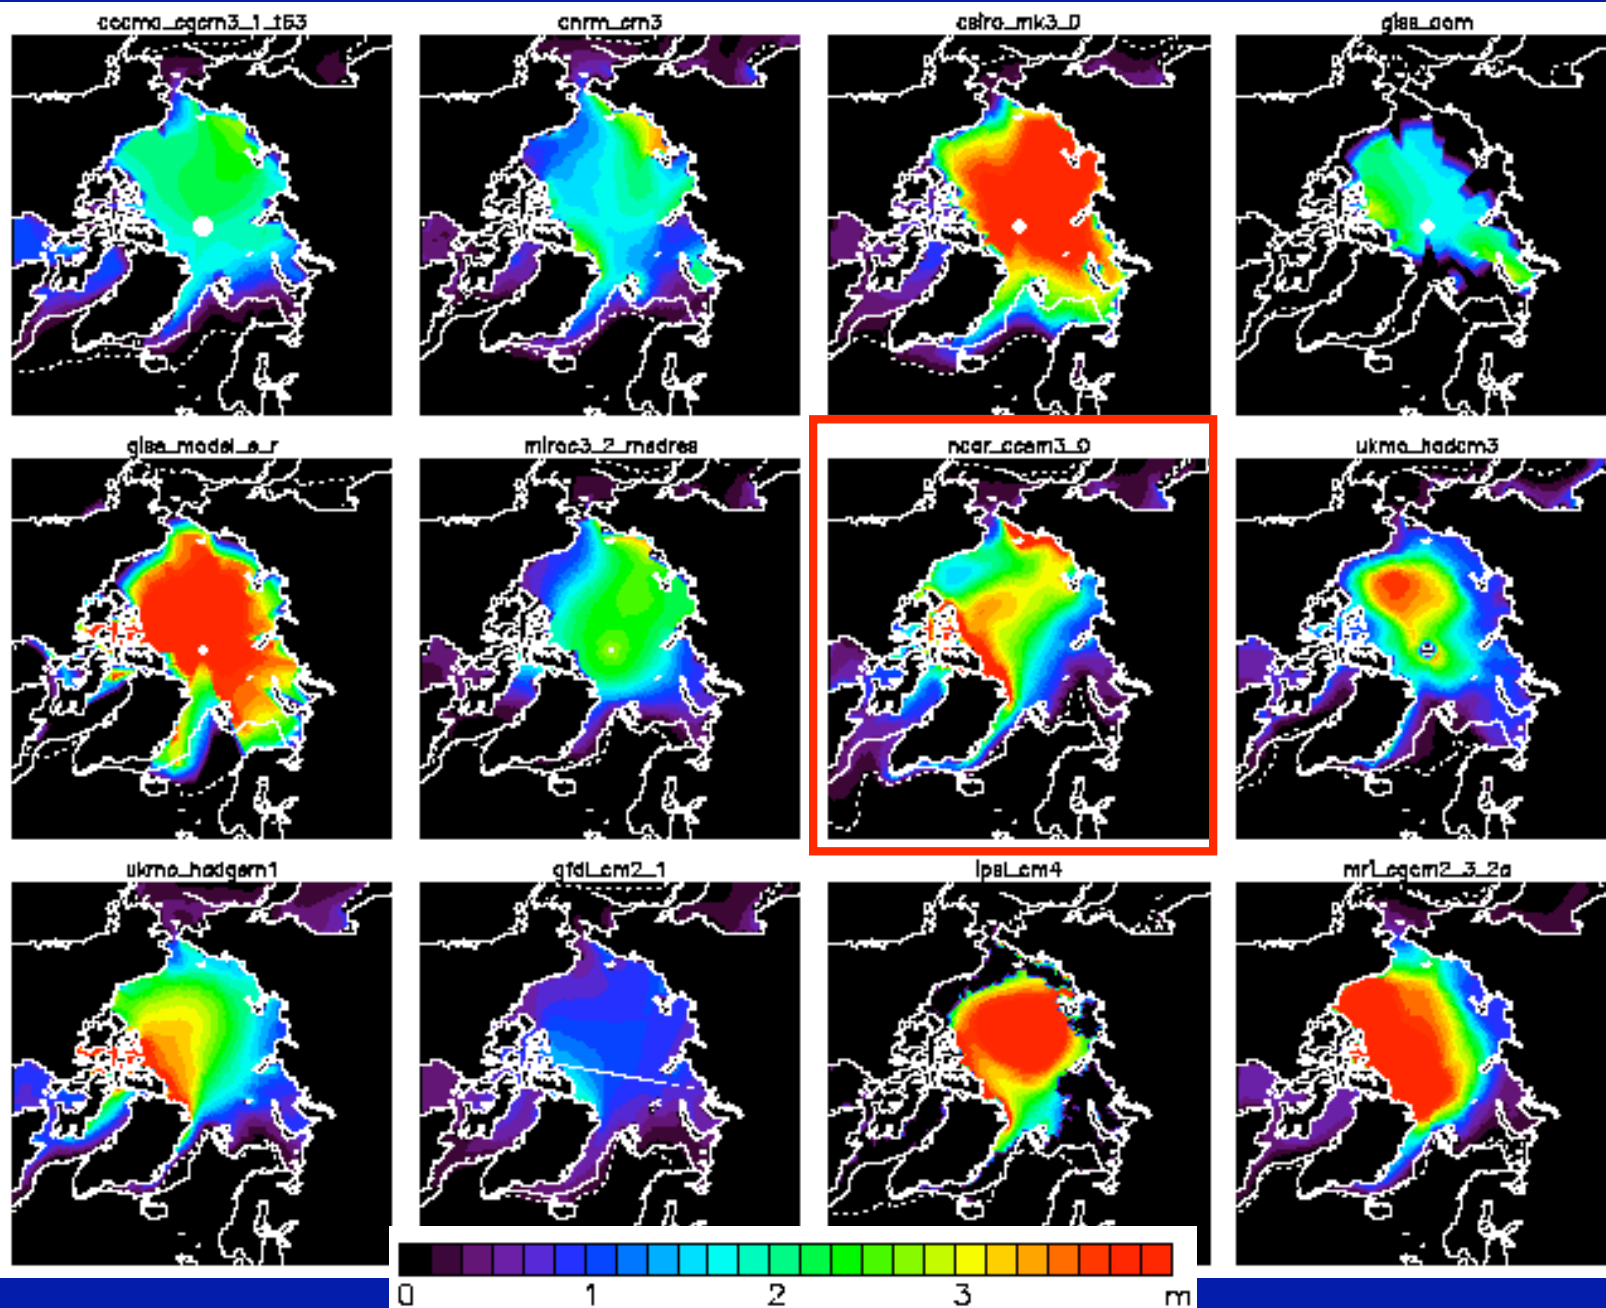 cccma_cgcm3_1_t63
cnrm_cm3
csiro_mk3_0
giss_aom
giss_model_e_r
miroc3_2_medres
ncar_ccsm3_0
ukmo_hadcm3
ukmo_hadgem1
gfdl_cm2_1
ipsl_cm4
mri_cgcm2_3_2a
0 1 2 3 m